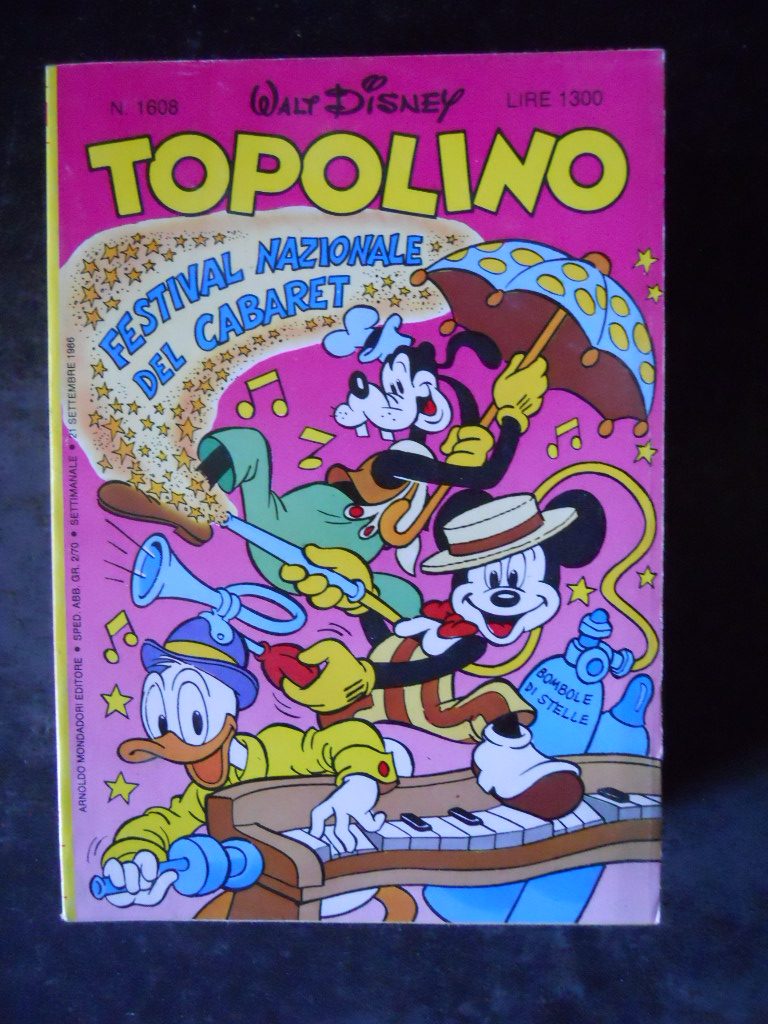 N. 1608
WALT DISNEY
LIRE 1300
TOPOLINO
FESTIVAL NAZIONALE
DEL CABARET
BOMBOLE
DI STELLE
ARNOLDO MONDADORI EDITORE • SPED. ABB. GR. 2/70 • SETTIMANALE • 21 SETTEMBRE 1986